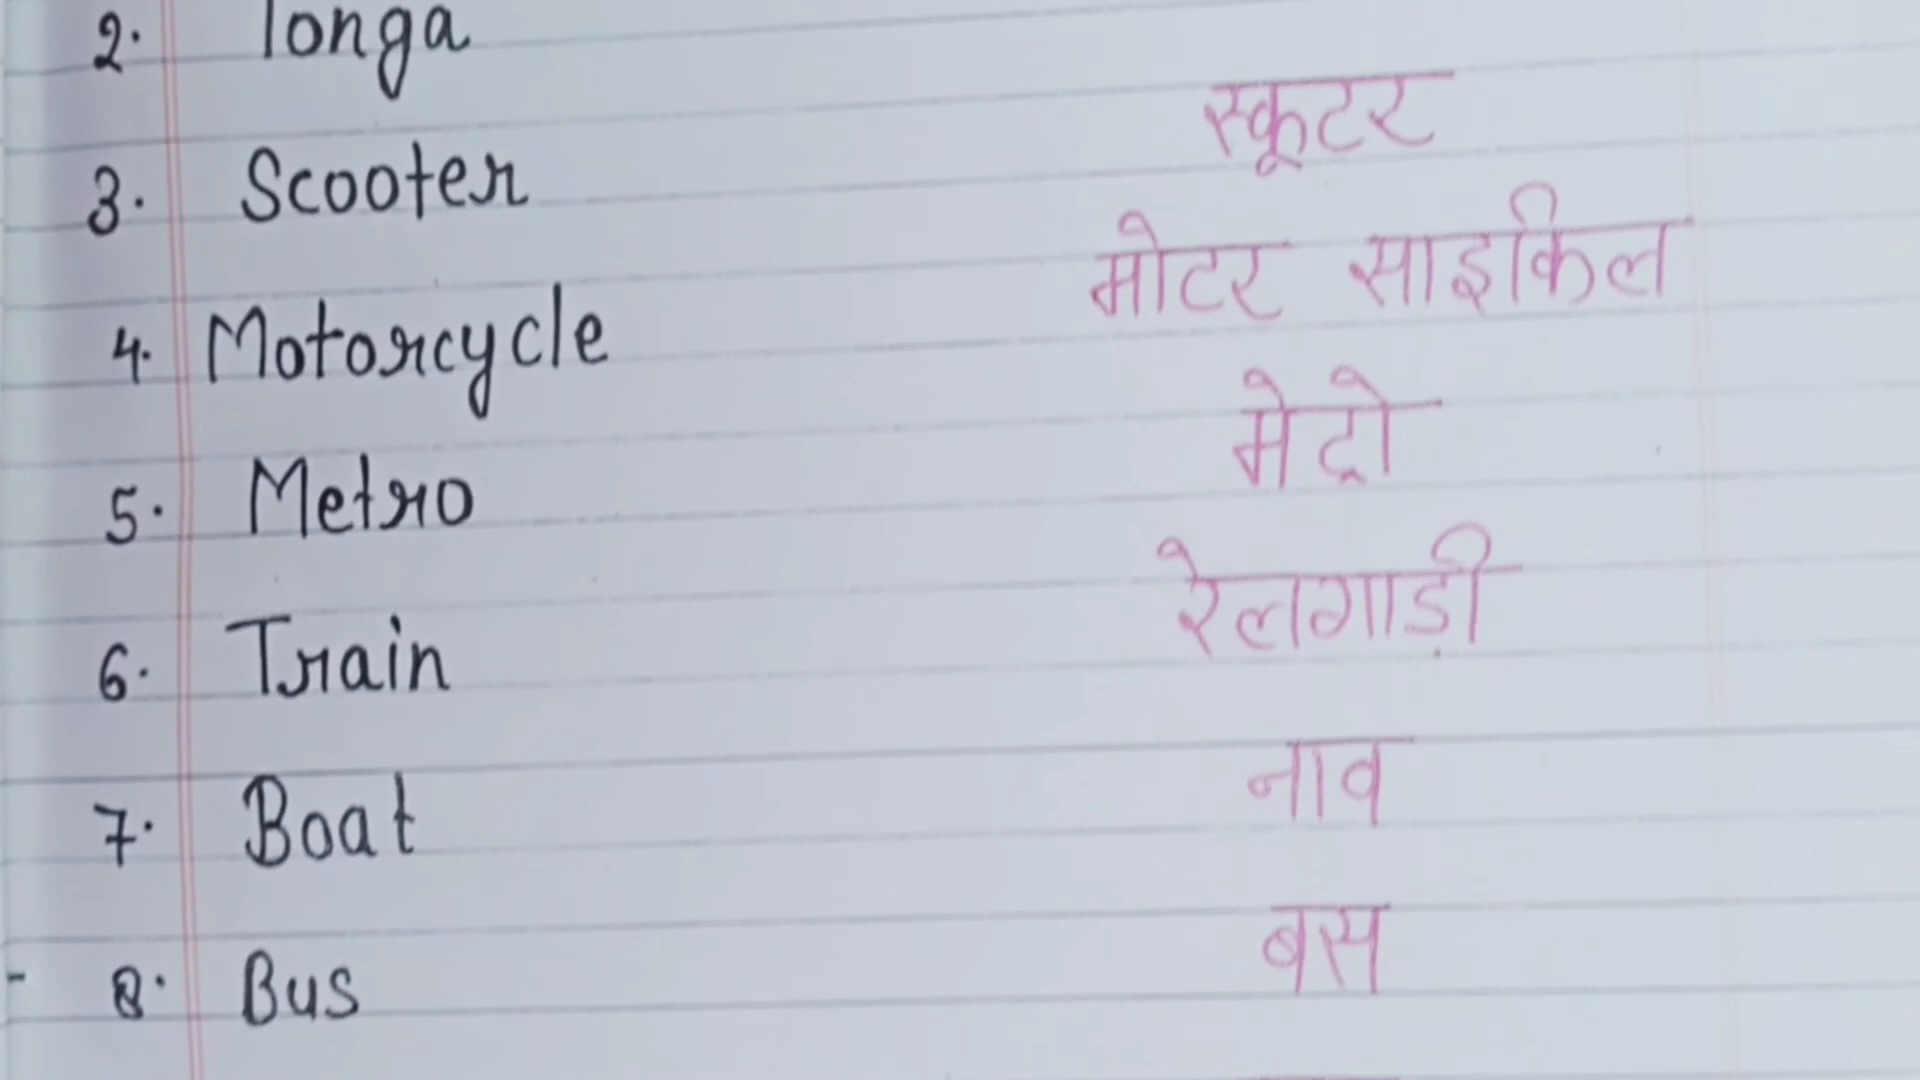 2. Tonga
3. Scooter स्कूटर
4. Motorcycle मोटर साइकिल
5. Metro मेट्रो
6. Train रेलगाड़ी
7. Boat नाव
8. Bus बस